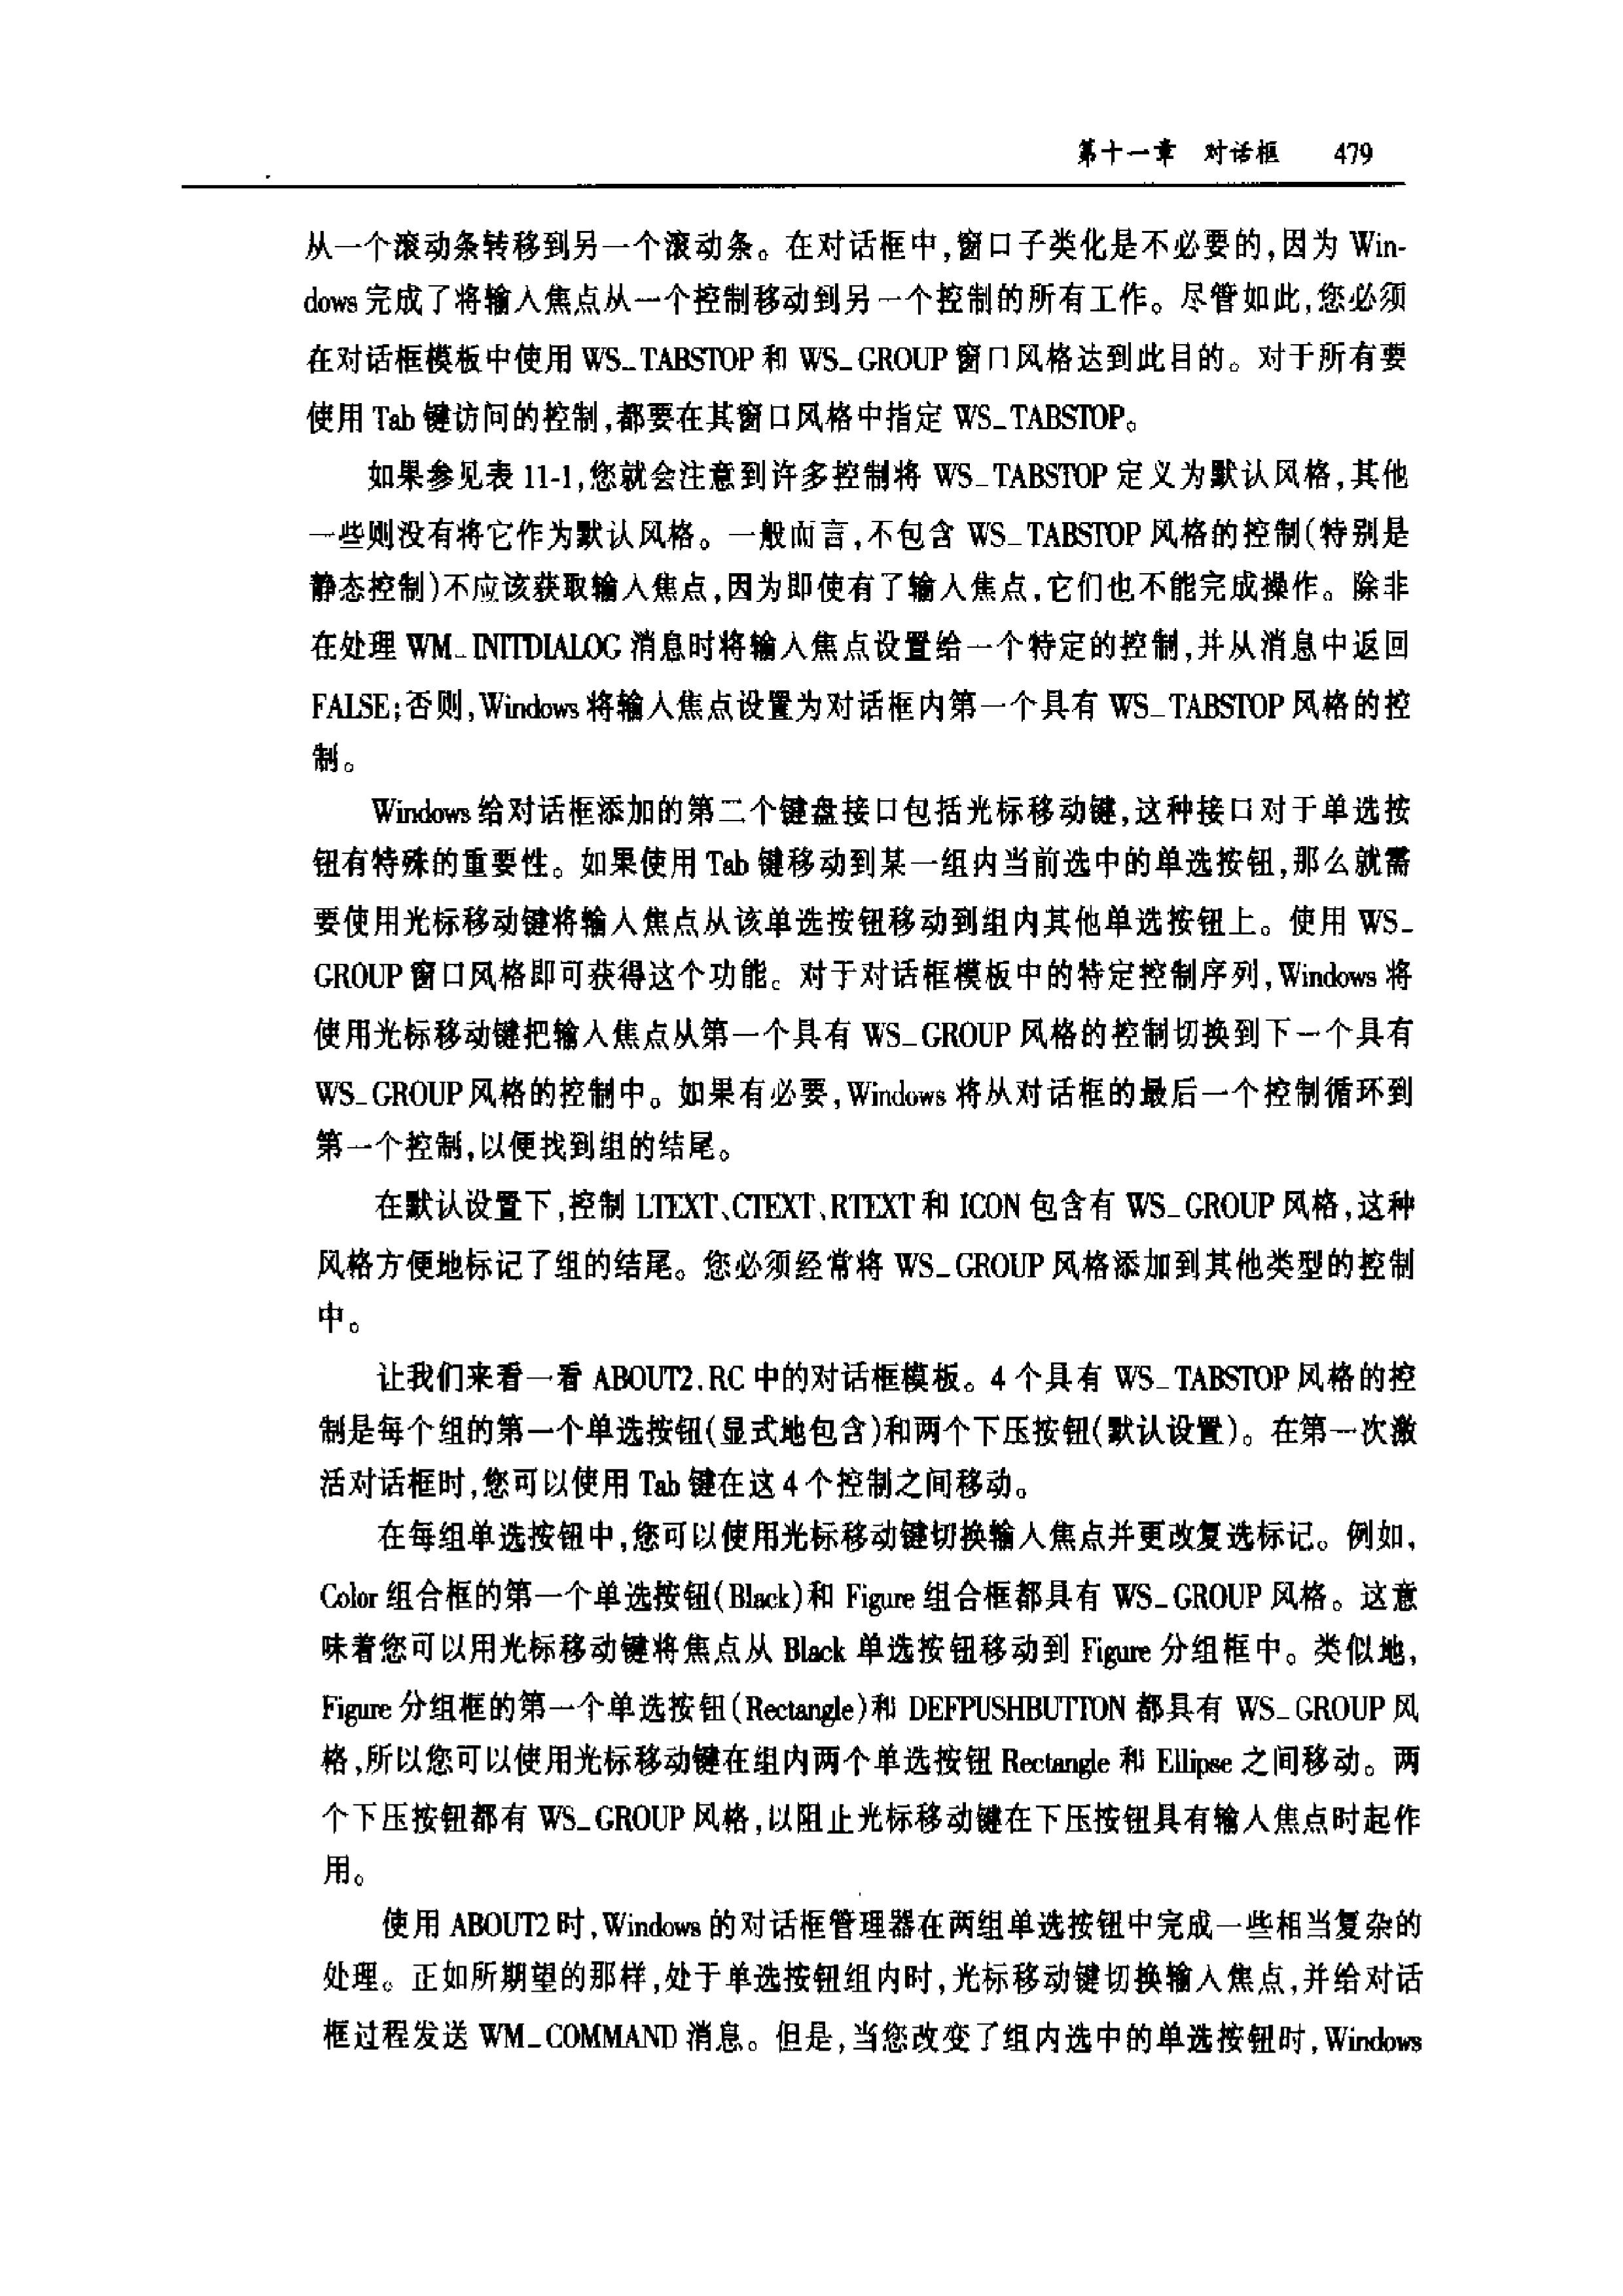 第十一章 对话框 479
从一个滚动条转移到另一个滚动条。在对话框中,窗口子类化是不必要的,因为 Win-
dows 完成了将输入焦点从一个控制移动到另一个控制的所有工作。尽管如此,您必须
在对话框模板中使用 WS_TABSTOP 和 WS_GROUP 窗口风格达到此目的。对于所有要
使用 Tab 键访问的控制,都要在其窗口风格中指定 WS_TABSTOP。
如果参见表 11-1,您就会注意到许多控制将 WS_TABSTOP 定义为默认风格,其他
一些则没有将它作为默认风格。一般而言,不包含 WS_TABSTOP 风格的控制(特别是
静态控制)不应该获取输入焦点,因为即使有了输入焦点,它们也不能完成操作。除非
在处理 WM_INITDIALOG 消息时将输入焦点设置给一个特定的控制,并从消息中返回
FALSE;否则,Windows 将输入焦点设置为对话框内第一个具有 WS_TABSTOP 风格的控
制。
Windows 给对话框添加的第二个键盘接口包括光标移动键,这种接口对于单选按
钮有特殊的重要性。如果使用 Tab 键移动到某一组内当前选中的单选按钮,那么就需
要使用光标移动键将输入焦点从该单选按钮移动到组内其他单选按钮上。使用 WS_
GROUP 窗口风格即可获得这个功能。对于对话框模板中的特定控制序列,Windows 将
使用光标移动键把输入焦点从第一个具有 WS_GROUP 风格的控制切换到下一个具有
WS_GROUP 风格的控制中。如果有必要,Windows 将从对话框的最后一个控制循环到
第一个控制,以便找到组的结尾。
在默认设置下,控制 LTEXT、CTEXT、RTEXT 和 ICON 包含有 WS_GROUP 风格,这种
风格方便地标记了组的结尾。您必须经常将 WS_GROUP 风格添加到其他类型的控制
中。
让我们来看一看 ABOUT2.RC 中的对话框模板。4 个具有 WS_TABSTOP 风格的控
制是每个组的第一个单选按钮(显式地包含)和两个下压按钮(默认设置)。在第一次激
活对话框时,您可以使用 Tab 键在这 4 个控制之间移动。
在每组单选按钮中,您可以使用光标移动键切换输入焦点并更改复选标记。例如,
Color 组合框的第一个单选按钮(Black)和 Figure 组合框都具有 WS_GROUP 风格。这意
味着您可以用光标移动键将焦点从 Black 单选按钮移动到 Figure 分组框中。类似地,
Figure 分组框的第一个单选按钮(Rectangle)和 DEFPUSHBUTTON 都具有 WS_GROUP 风
格,所以您可以使用光标移动键在组内两个单选按钮 Rectangle 和 Ellipse 之间移动。两
个下压按钮都有 WS_GROUP 风格,以阻止光标移动键在下压按钮具有输入焦点时起作
用。
使用 ABOUT2 时,Windows 的对话框管理器在两组单选按钮中完成一些相当复杂的
处理。正如所期望的那样,处于单选按钮组内时,光标移动键切换输入焦点,并给对话
框过程发送 WM_COMMAND 消息。但是,当您改变了组内选中的单选按钮时,Windows